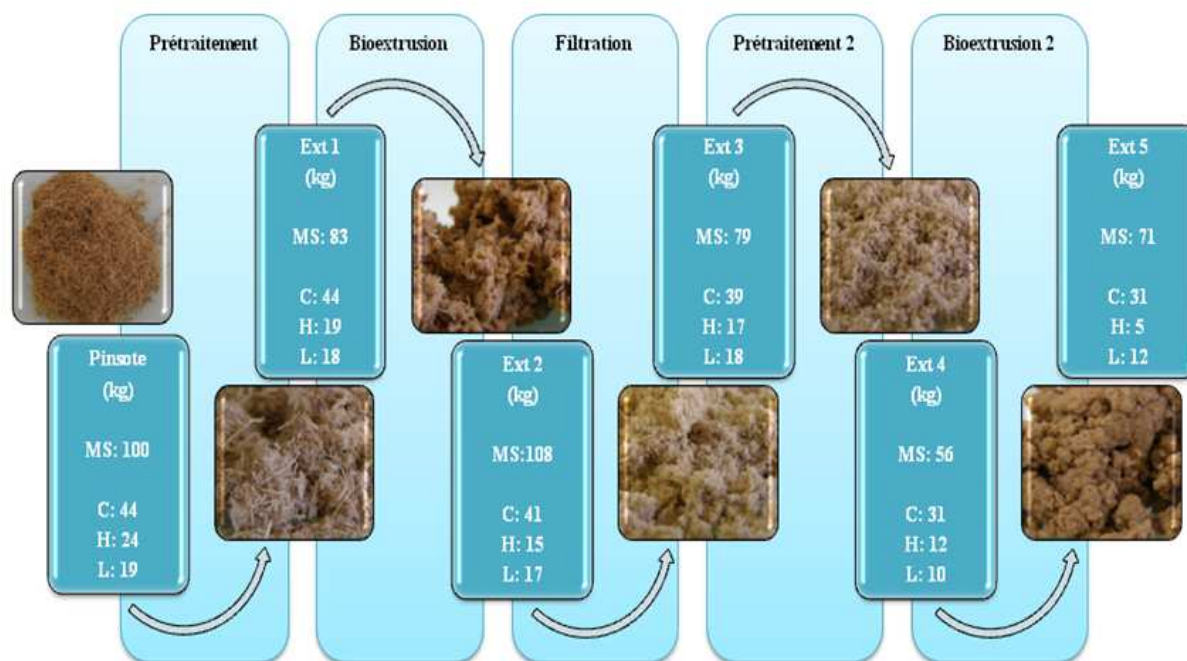 Prétraitement
Bioextrusion
Filtration
Prétraitement 2
Bioextrusion 2
Pinsote
(kg)
MS: 100
C: 44
H: 24
L: 19
Ext 1
(kg)
MS: 83
C: 44
H: 19
L: 18
Ext 2
(kg)
MS:108
C: 41
H: 15
L: 17
Ext 3
(kg)
MS: 79
C: 39
H: 17
L: 18
Ext 4
(kg)
MS: 56
C: 31
H: 12
L: 10
Ext 5
(kg)
MS: 71
C: 31
H: 5
L: 12